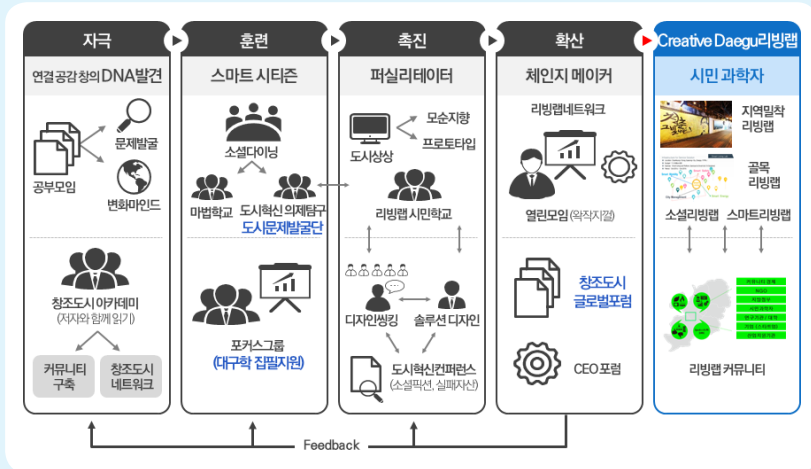 자극
연결 공감 창의 DNA발견
문제발굴
공부모임
변화마인드
창조도시 아카데미
(저자와 함께 읽기)
커뮤니티
구축
창조도시
네트워크
훈련
스마트 시티즌
소셜다이닝
마법학교
도시혁신 의제탐구
도시문제발굴단
포커스그룹
(대구학 집필지원)
촉진
퍼실리테이터
모순지향
도시상상
프로토타입
리빙랩 시민학교
디자인씽킹
솔루션 디자인
도시혁신컨퍼런스
(소셜픽션, 실패자산)
확산
체인지 메이커
리빙랩네트워크
열린모임 (왁작지껄)
창조도시
글로벌포럼
CEO 포럼
Creative Daegu리빙랩
시민 과학자
지역밀착
리빙랩
골목
리빙랩
소셜리빙랩
스마트리빙랩
리빙랩 커뮤니티
Feedback